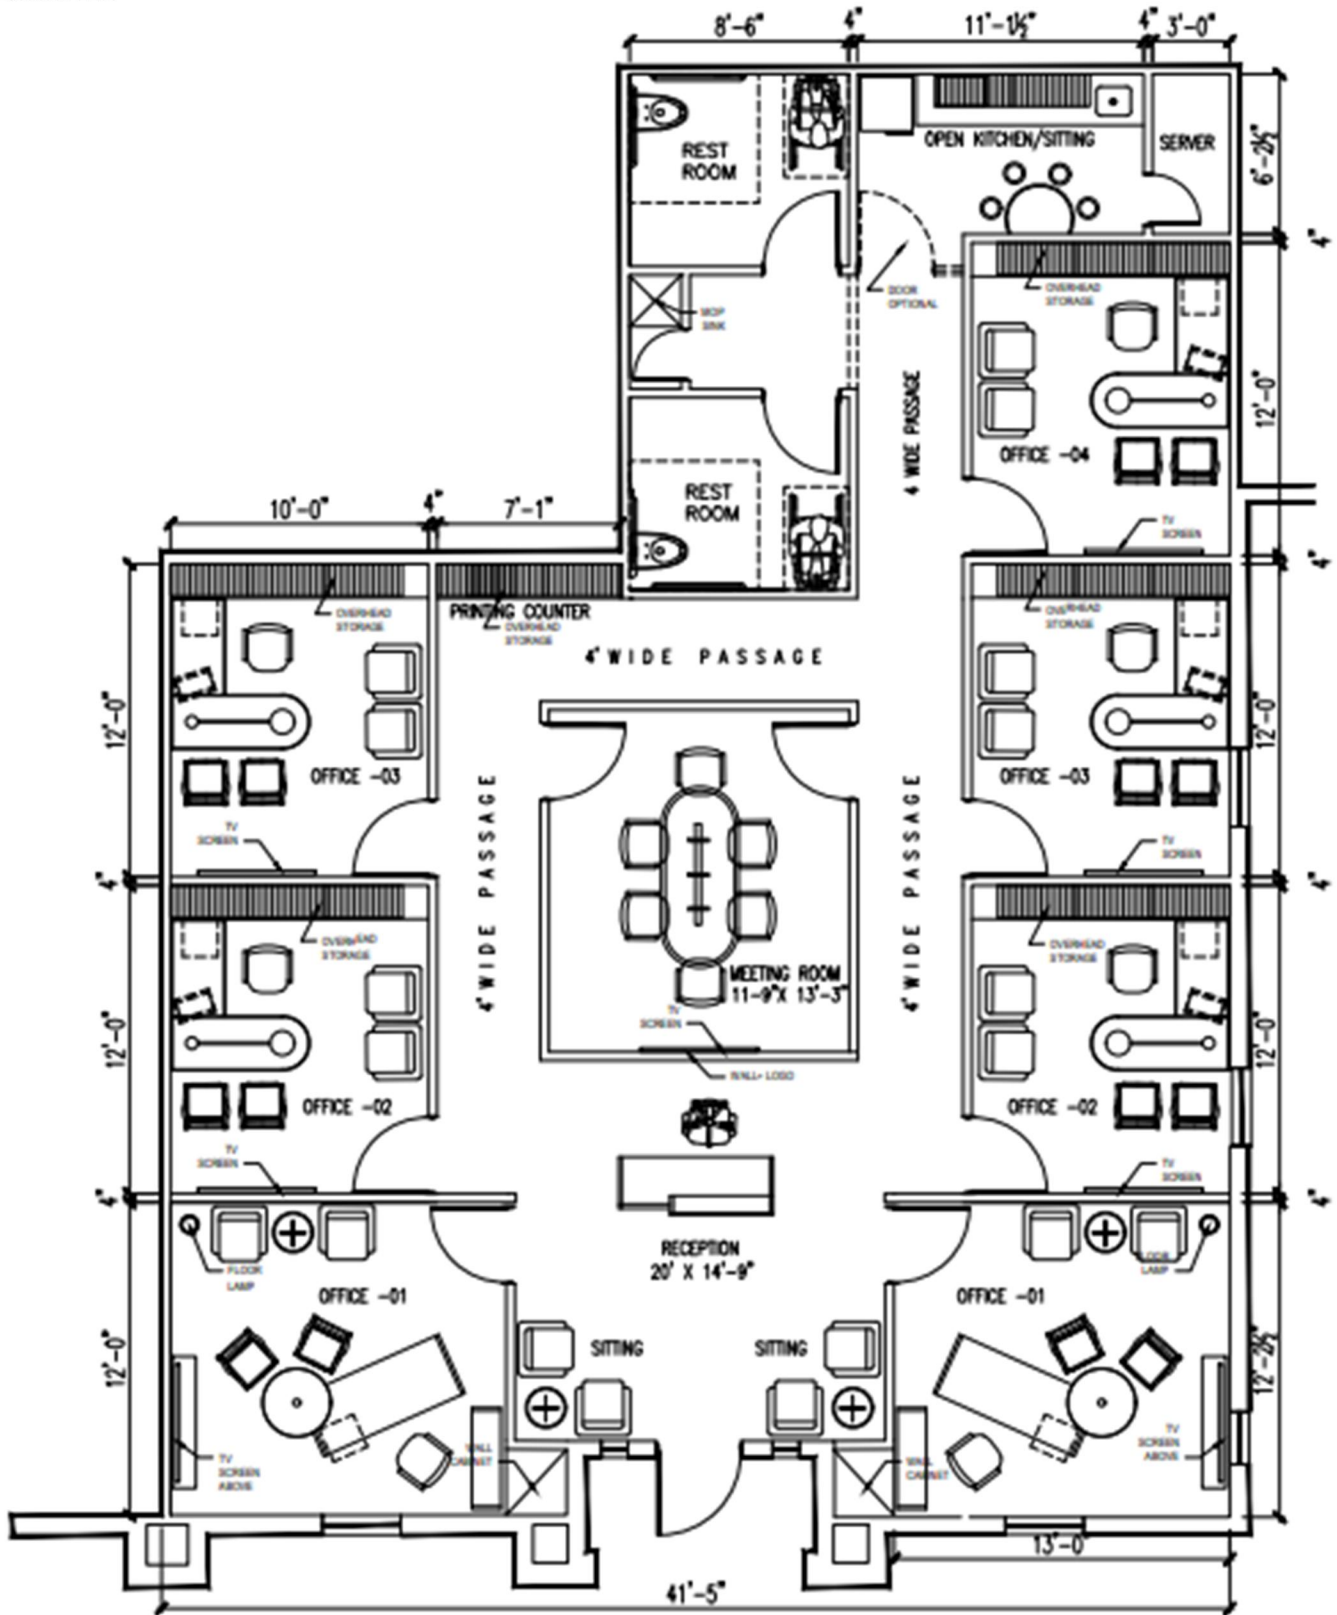 8'-6"
4"
11'-1½"
4"
3'-0"
REST
ROOM
OPEN KITCHEN/SITTING
SERVER
6'-2½"
4"
OVERHEAD
STORAGE
DOOR
OPTIONAL
MOP
SINK
4 WIDE PASSAGE
12'-0"
OFFICE -04
REST
ROOM
TV
SCREEN
10'-0"
4"
7'-1"
4"
OVERHEAD
STORAGE
PRINTING COUNTER
OVERHEAD
STORAGE
OVERHEAD
STORAGE
4' WIDE PASSAGE
12'-0"
12'-0"
OFFICE -03
OFFICE -03
4' WIDE PASSAGE
4' WIDE PASSAGE
TV
SCREEN
TV
SCREEN
4"
4"
OVERHEAD
STORAGE
OVERHEAD
STORAGE
MEETING ROOM
11-9"X 13'-3"
TV
SCREEN
WALL+ LOGO
12'-0"
12'-0"
OFFICE -02
OFFICE -02
TV
SCREEN
TV
SCREEN
4"
4"
RECEPTION
20' X 14'-9"
FLOOR
LAMP
FLOOR
LAMP
OFFICE -01
OFFICE -01
SITTING
SITTING
12'-0"
12'-2½"
WALL
CABINET
WALL
CABINET
TV
SCREEN
ABOVE
TV
SCREEN
ABOVE
13'-0"
41'-5"